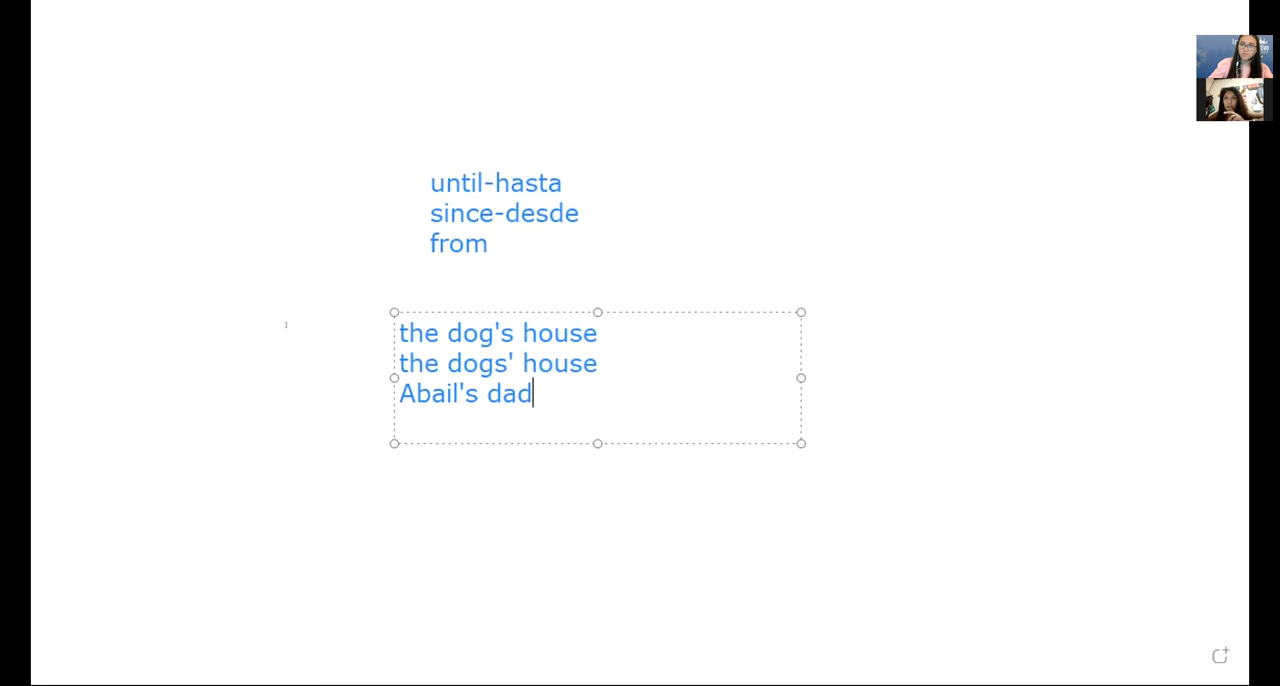 until-hasta
since-desde
from
the dog's house
the dogs' house
Abail's dad